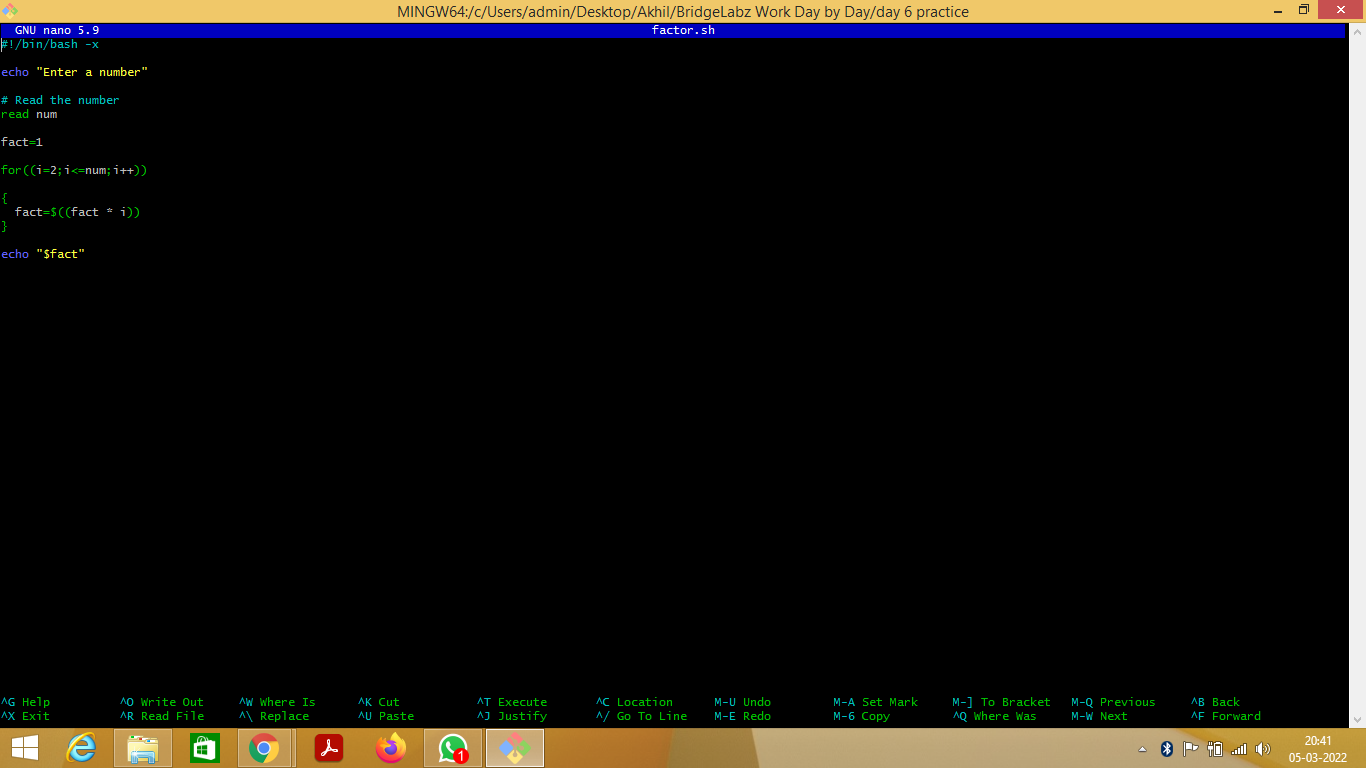 MINGW64:/c/Users/admin/Desktop/Akhil/BridgeLabz Work Day by Day/day 6 practice
GNU nano 5.9 factor.sh
#!/bin/bash -x
echo "Enter a number"
# Read the number
read num
fact=1
for((i=2;i<=num;i++))
{
fact=$((fact * i))
}
echo "$fact"
^G Help ^O Write Out ^W Where Is ^K Cut ^T Execute ^C Location M-U Undo M-A Set Mark M-] To Bracket M-Q Previous ^B Back
^X Exit ^R Read File ^\ Replace ^U Paste ^J Justify ^/ Go To Line M-E Redo M-6 Copy ^Q Where Was M-W Next ^F Forward
1
20:41
05-03-2022